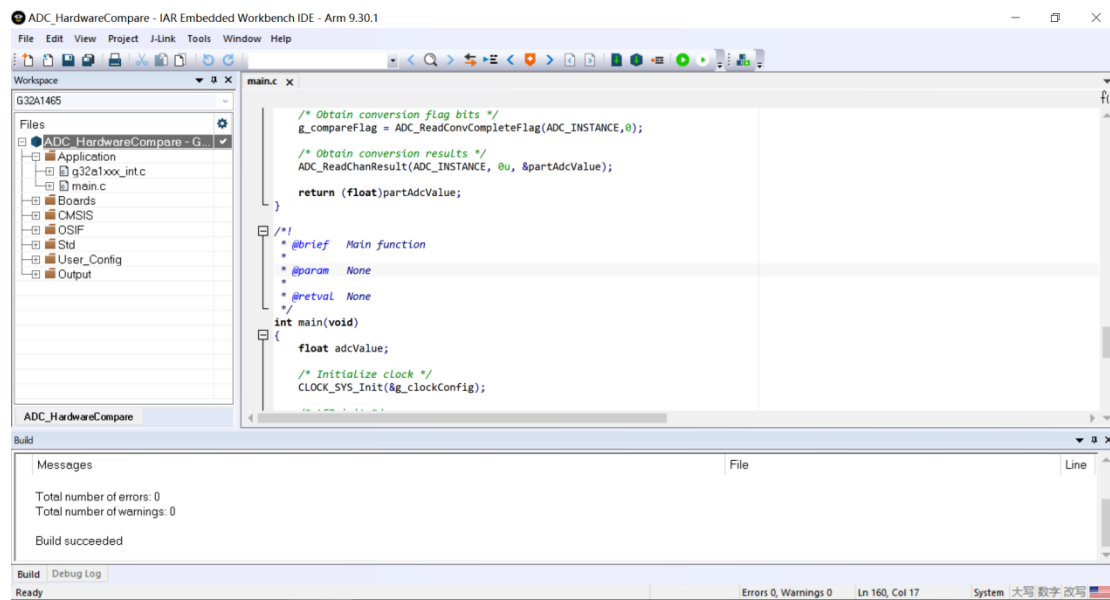 ADC_HardwareCompare - IAR Embedded Workbench IDE - Arm 9.30.1
File Edit View Project J-Link Tools Window Help
Workspace
main.c
G32A1465
Files
ADC_HardwareCompare - G...
Application
g32a1xxx_int.c
main.c
Boards
CMSIS
OSIF
Std
User_Config
Output
ADC_HardwareCompare
/* Obtain conversion flag bits */
g_compareFlag = ADC_ReadConvCompleteFlag(ADC_INSTANCE,0);
/* Obtain conversion results */
ADC_ReadChanResult(ADC_INSTANCE, 0u, &partAdcValue);
return (float)partAdcValue;
}
/*!
* @brief Main function
*
* @param None
*
* @retval None
*/
int main(void)
{
float adcValue;
/* Initialize clock */
CLOCK_SYS_Init(&g_clockConfig);
Build
Messages File Line
Total number of errors: 0
Total number of warnings: 0
Build succeeded
Build Debug Log
Ready Errors 0, Warnings 0 Ln 160, Col 17 System 大写 数字 改写